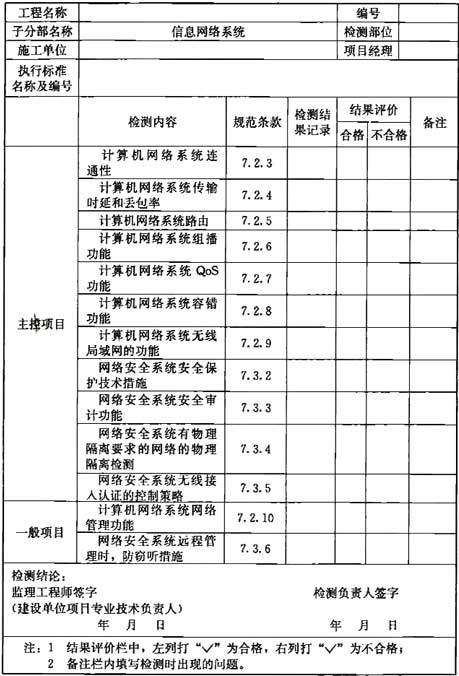 工程名称 编号
子分部名称 信息网络系统 检测部位
施工单位 项目经理
执行标准
名称及编号
检测内容 规范条款 检测结果记录 结果评价 备注
合格 不合格
主控项目
计算机网络系统连
通性 7.2.3
计算机网络系统传输
时延和丢包率 7.2.4
计算机网络系统路由 7.2.5
计算机网络系统组播
功能 7.2.6
计算机网络系统 QoS
功能 7.2.7
计算机网络系统容错
功能 7.2.8
计算机网络系统无线
局域网的功能 7.2.9
网络安全系统安全保
护技术措施 7.3.2
网络安全系统安全审
计功能 7.3.3
网络安全系统有物理
隔离要求的网络的物理
隔离检测 7.3.4
网络安全系统无线接
入认证的控制策略 7.3.5
一般项目
计算机网络系统网络
管理功能 7.2.10
网络安全系统远程管
理时，防窃听措施 7.3.6
检测结论：
监理工程师签字 检测负责人签字
(建设单位项目专业技术负责人)
年 月 日 年 月 日
注：1 结果评价栏中，左列打“√”为合格，右列打“√”为不合格；
2 备注栏内填写检测时出现的问题。